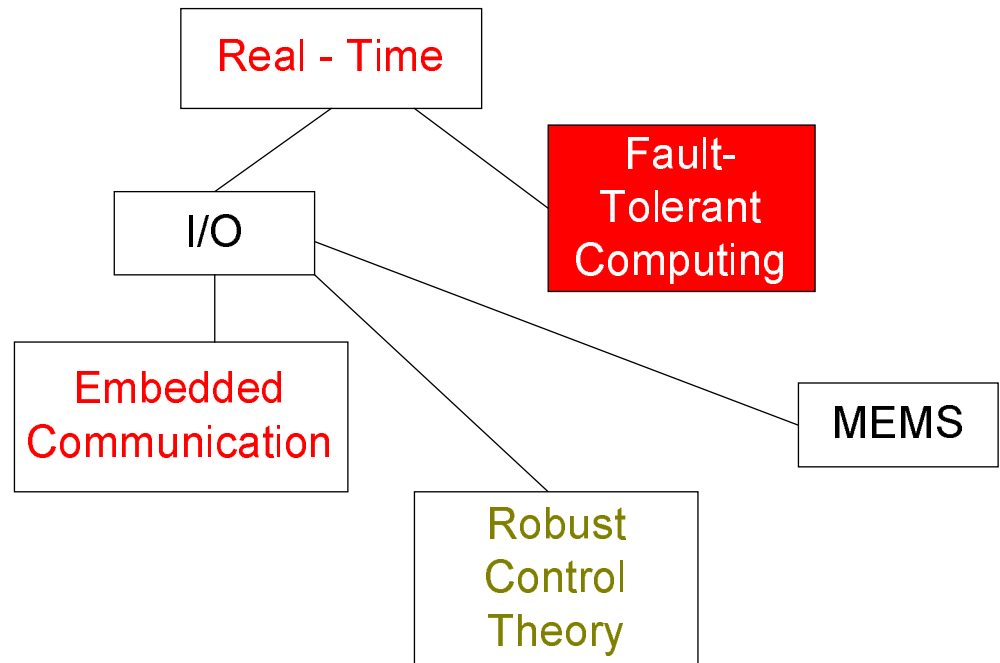 Real - Time
Fault-
Tolerant
Computing
I/O
Embedded
Communication
MEMS
Robust
Control
Theory